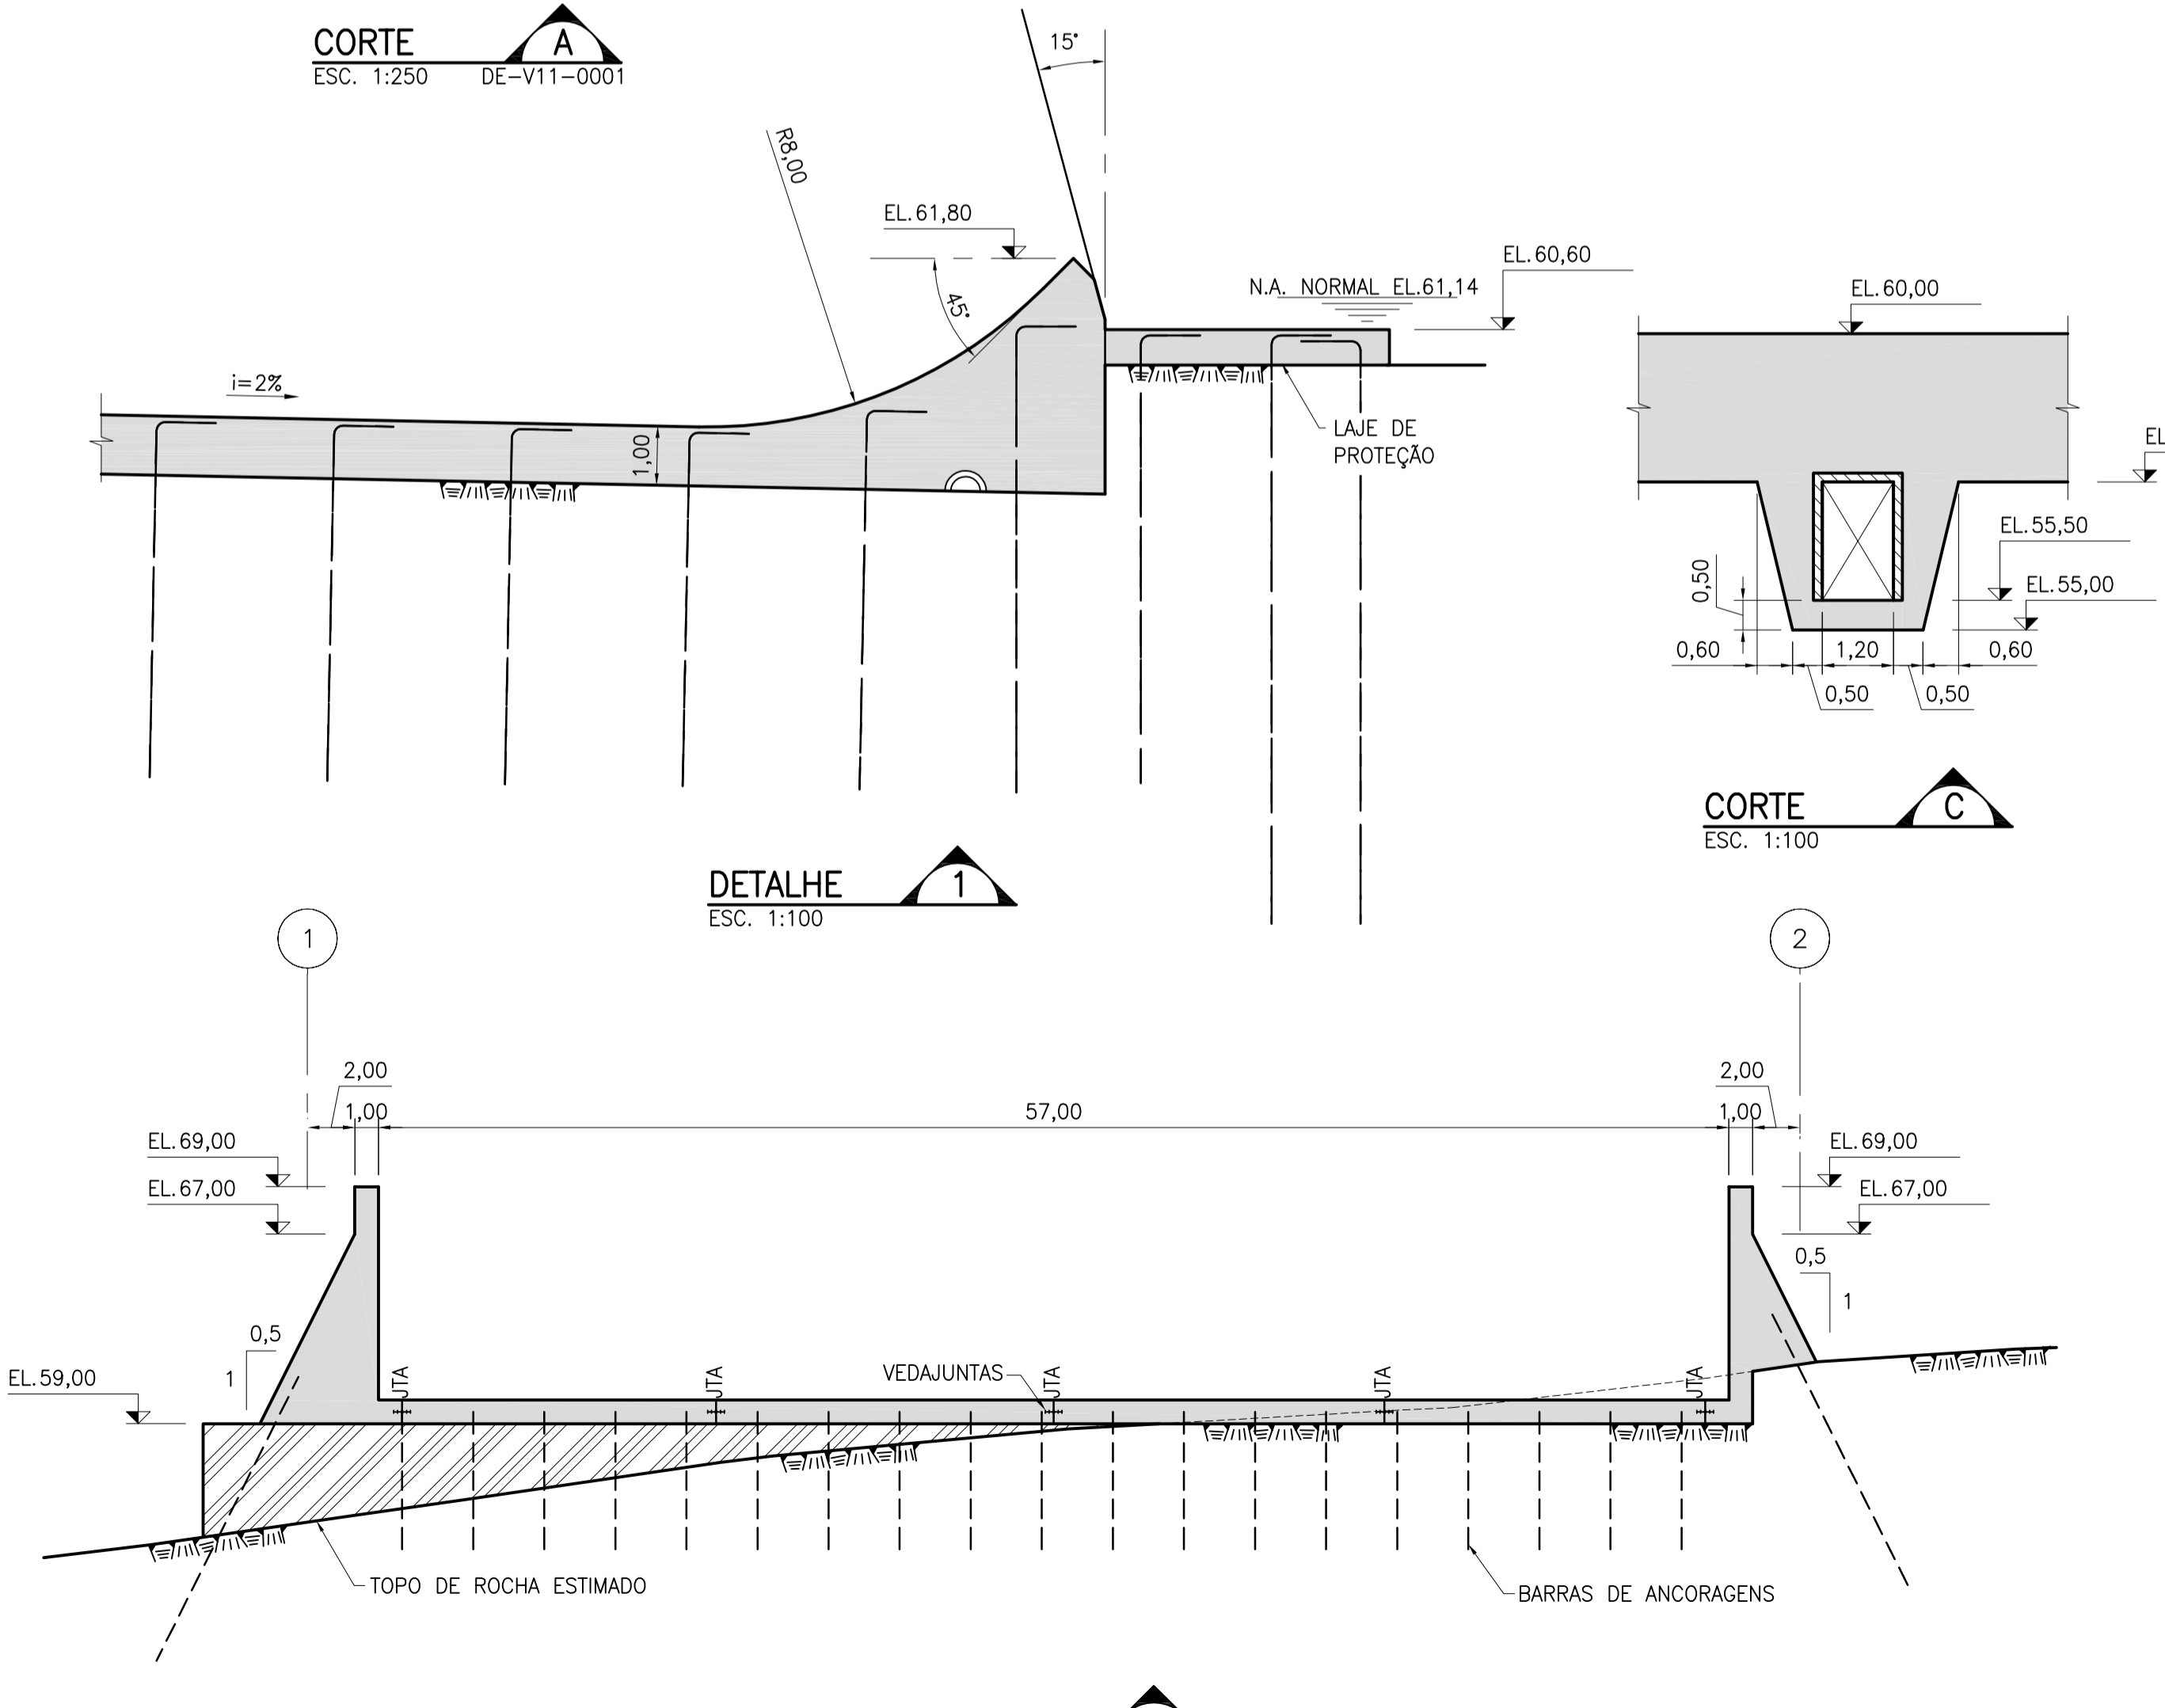 CORTE
A
ESC. 1:250
DE-V11-0001
15°
R8,00
EL.61,80
45°
i=2%
1,00
N.A. NORMAL EL.61,14
EL.60,60
LAJE DE
PROTEÇÃO
DETALHE
1
ESC. 1:100
EL.60,00
EL
EL.55,50
EL.55,00
0,50
0,60
1,20
0,60
0,50
0,50
CORTE
C
ESC. 1:100
1
2
2,00
1,00
57,00
2,00
1,00
EL.69,00
EL.67,00
EL.69,00
EL.67,00
0,5
1
0,5
1
EL.59,00
JTA
JTA
VEDAJUNTAS
JTA
JTA
JTA
TOPO DE ROCHA ESTIMADO
BARRAS DE ANCORAGENS